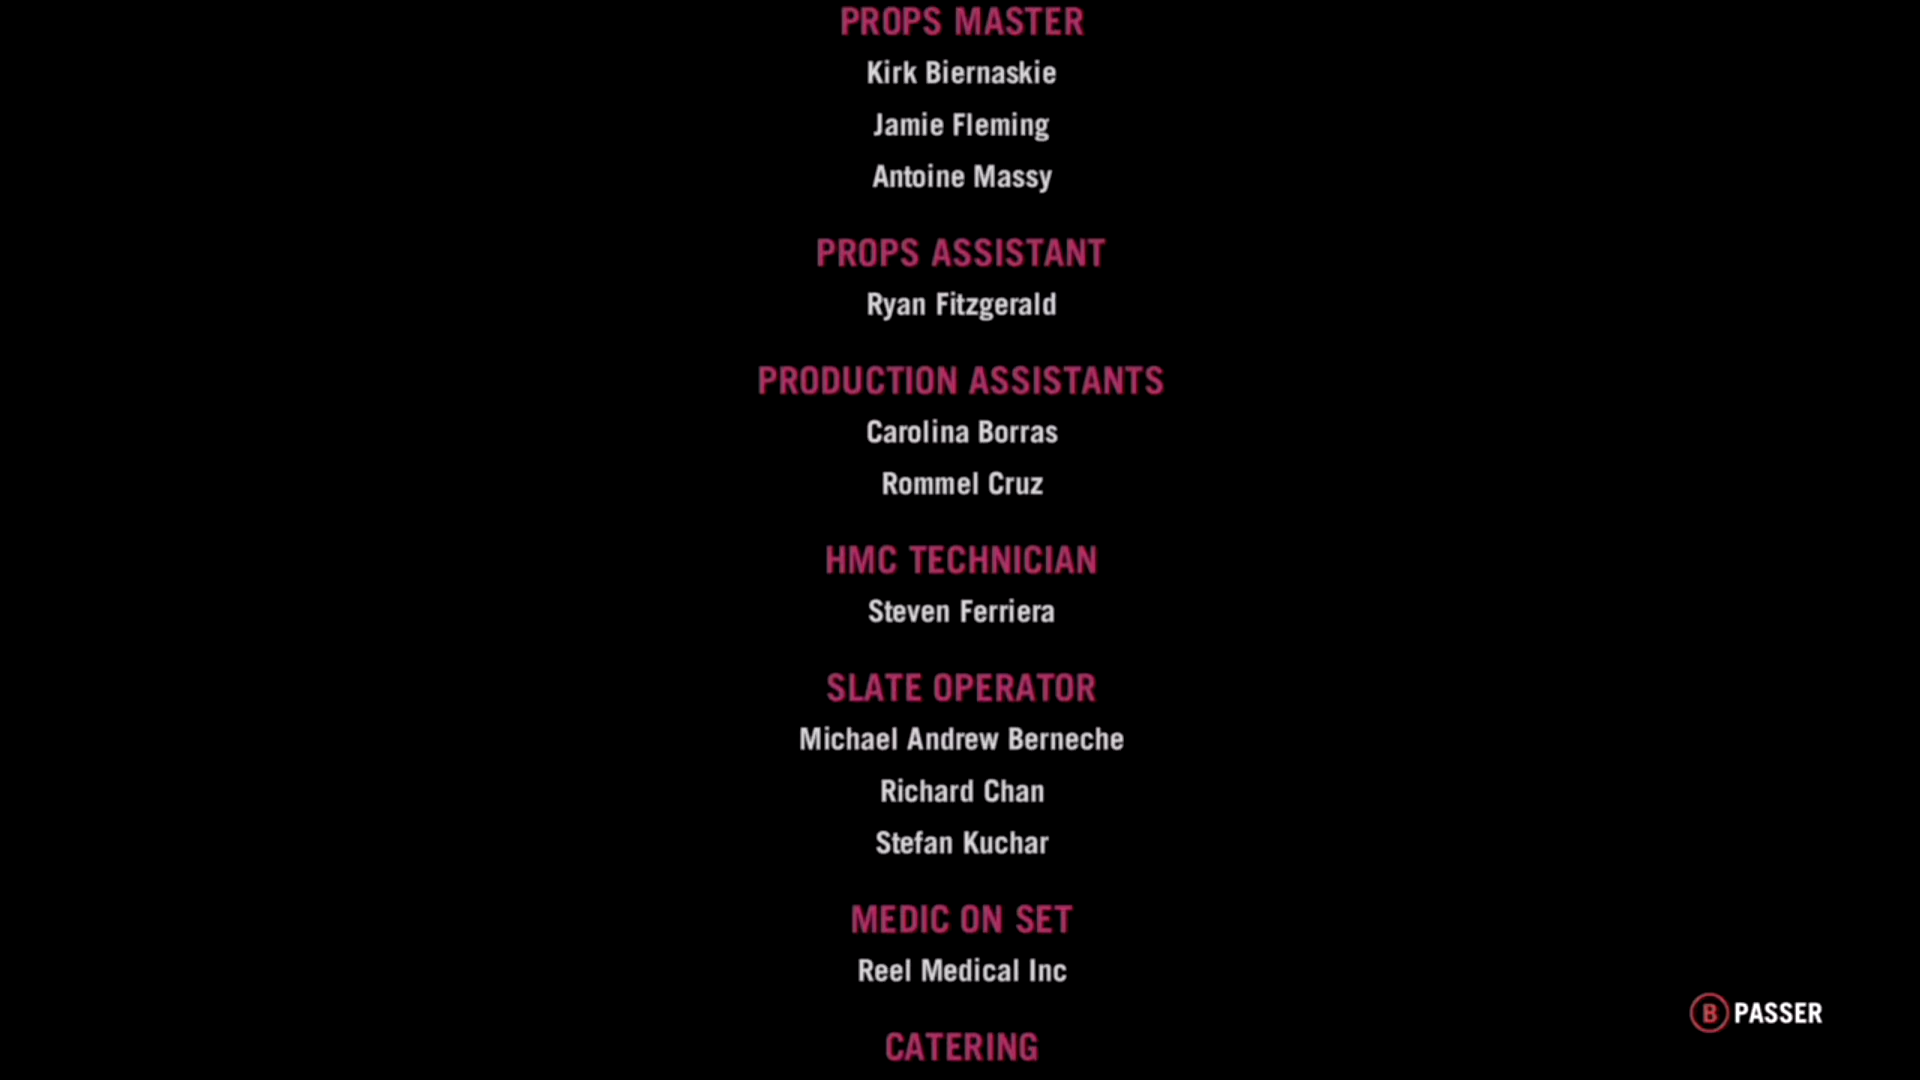 PROPS MASTER
Kirk Biernaskie
Jamie Fleming
Antoine Massy
PROPS ASSISTANT
Ryan Fitzgerald
PRODUCTION ASSISTANTS
Carolina Borras
Rommel Cruz
HMC TECHNICIAN
Steven Ferriera
SLATE OPERATOR
Michael Andrew Berneche
Richard Chan
Stefan Kuchar
MEDIC ON SET
Reel Medical Inc
B PASSER
CATERING